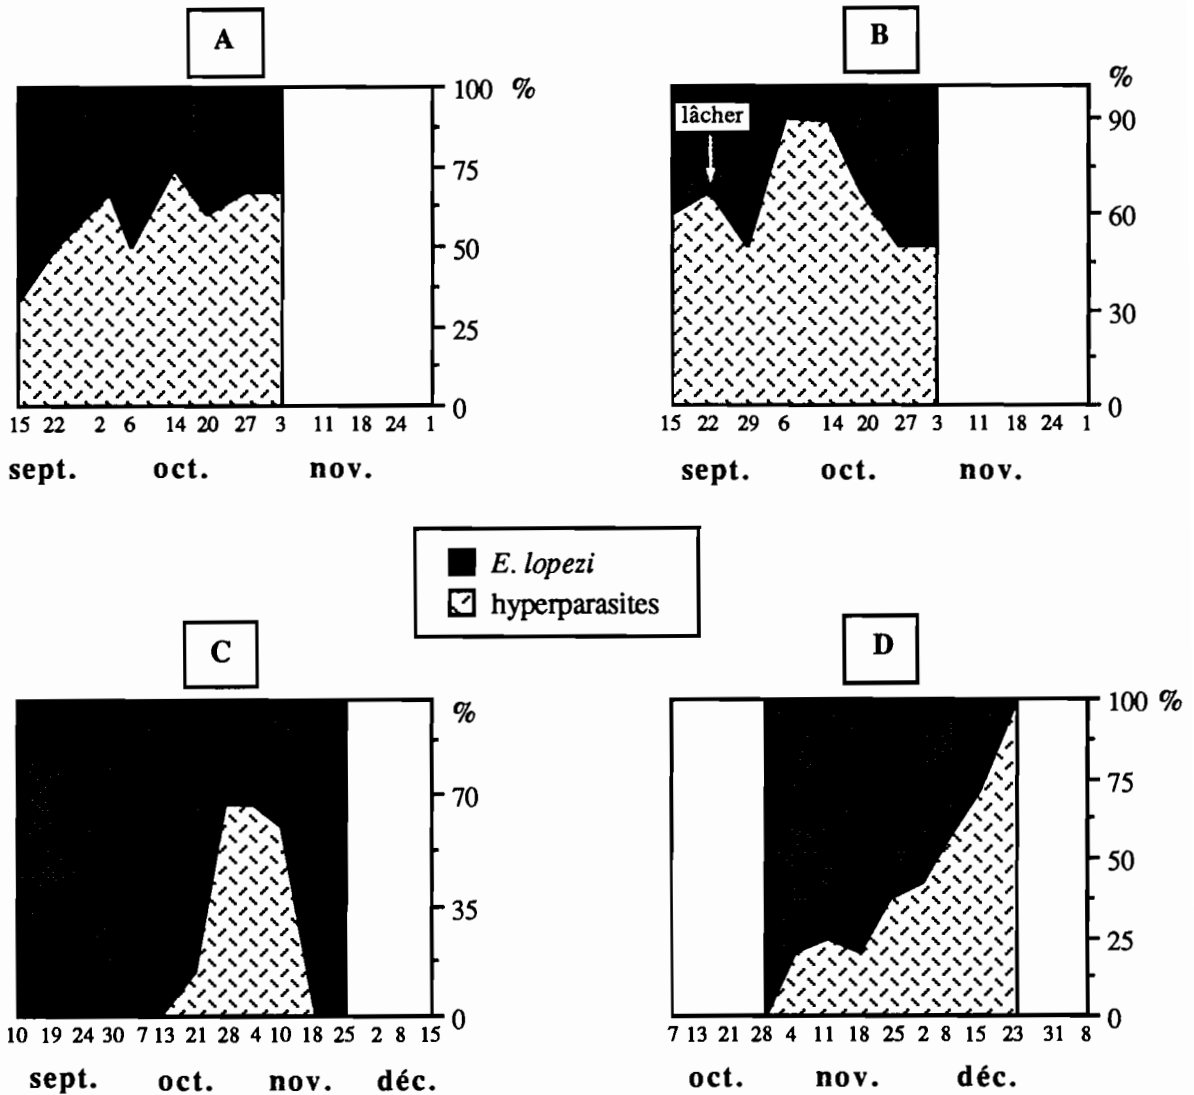 A
B
100 %
75
50
25
0
15 22 2 6 14 20 27 3 11 18 24 1
sept. oct. nov.
lâcher
%
90
60
30
0
15 22 29 6 14 20 27 3 11 18 24 1
sept. oct. nov.
E. lopezi
hyperparasites
C
D
%
70
35
0
10 19 24 30 7 13 21 28 4 10 18 25 2 8 15
sept. oct. nov. déc.
100 %
75
50
25
0
7 13 21 28 4 11 18 25 2 8 15 23 31 8
oct. nov. déc.